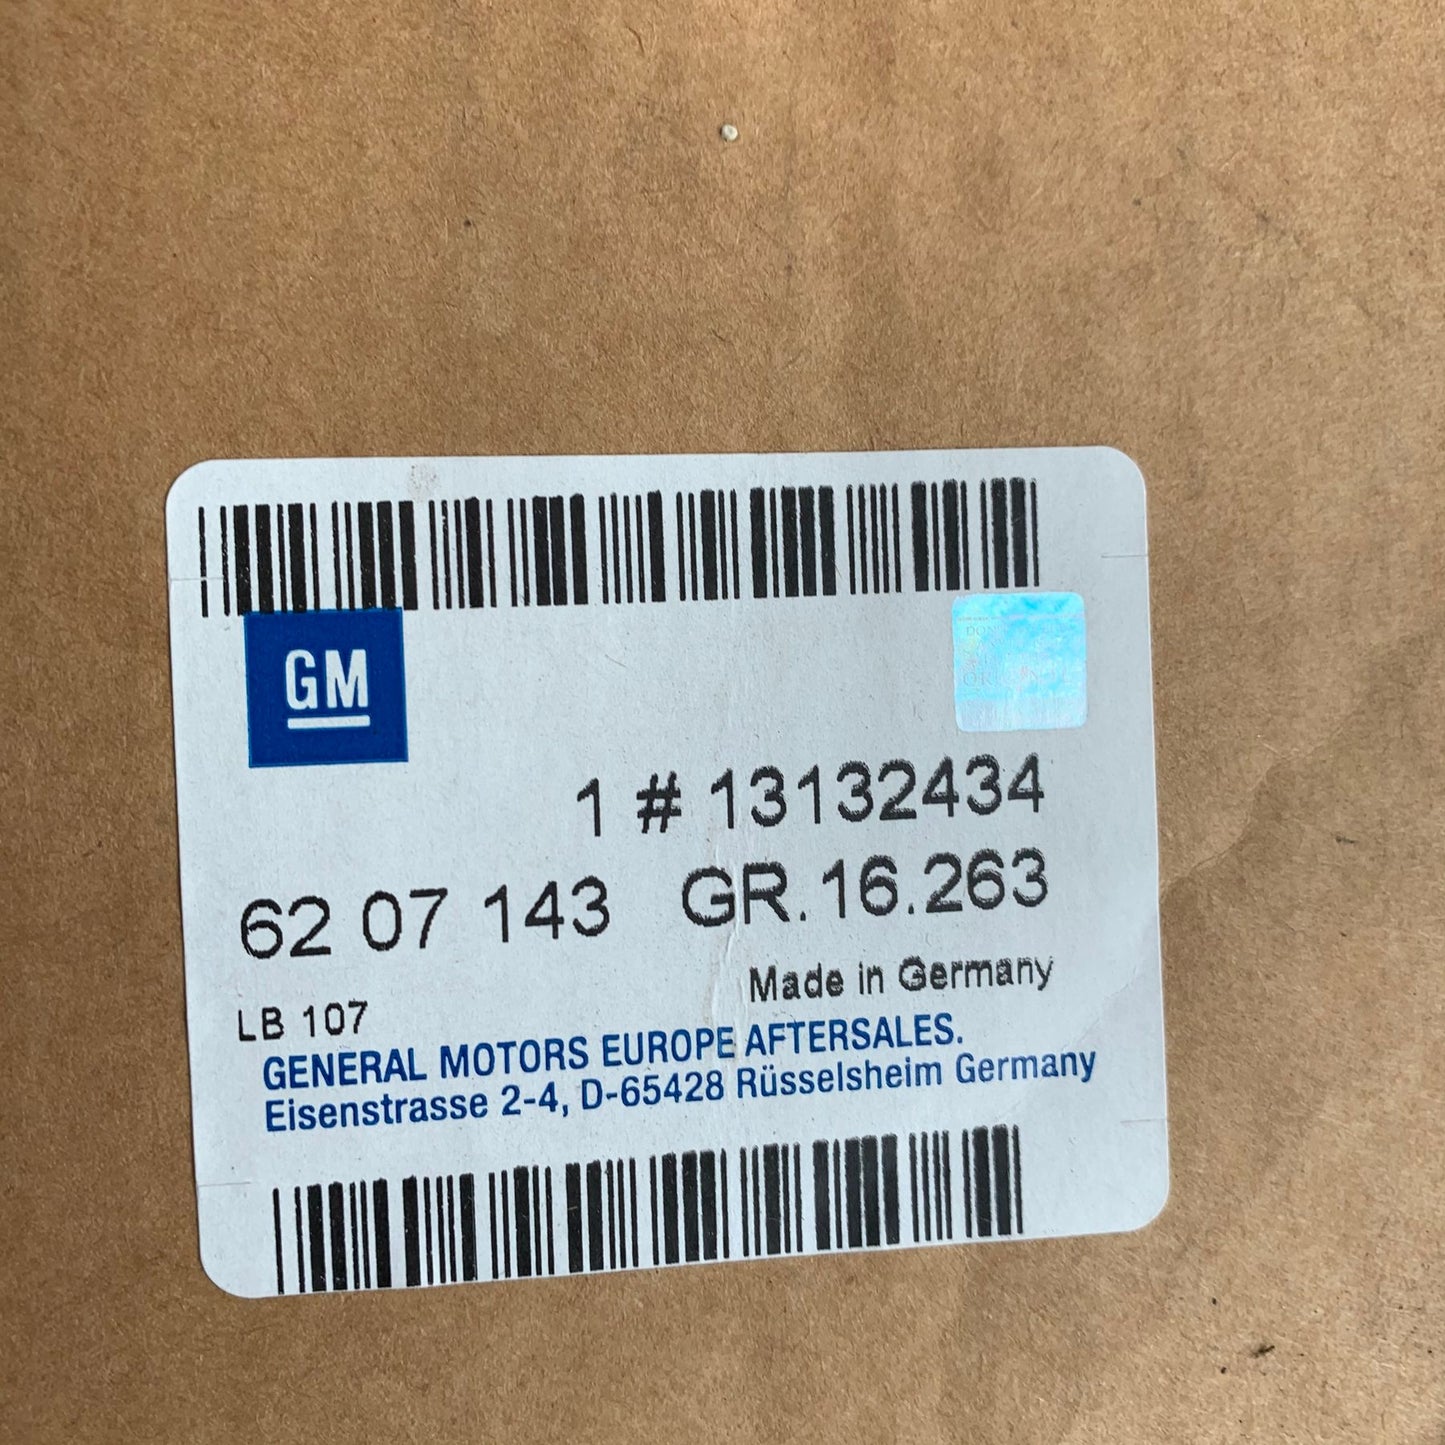 GM
1 # 13132434
62 07 143 GR.16.263
Made in Germany
LB 107
GENERAL MOTORS EUROPE AFTERSALES.
Eisenstrasse 2-4, D-65428 Rüsselsheim Germany